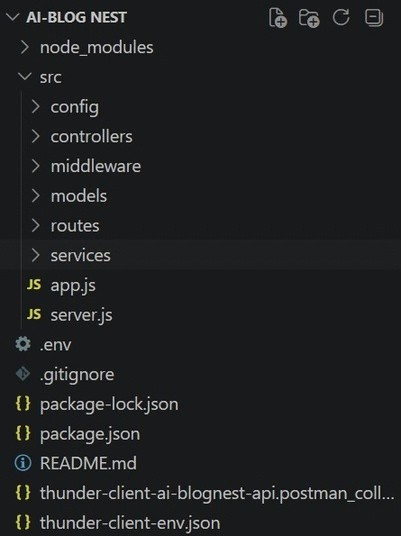 AI-BLOG NEST
node_modules
src
config
controllers
middleware
models
routes
services
JS app.js
JS server.js
.env
.gitignore
{} package-lock.json
{} package.json
README.md
{} thunder-client-ai-blognest-api.postman_coll...
{} thunder-client-env.json